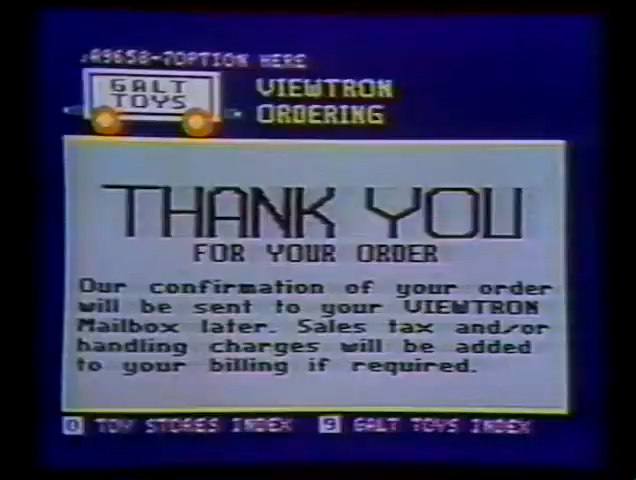 OPTION HERE
GALT
TOYS
VIEWTRON
ORDERING
THANK YOU
FOR YOUR ORDER
Our confirmation of your order
will be sent to your VIEWTRON
Mailbox later. Sales tax and/or
handling charges will be added
to your billing if required.
0 TOY STORES INDEX 9 GALT TOYS INDEX